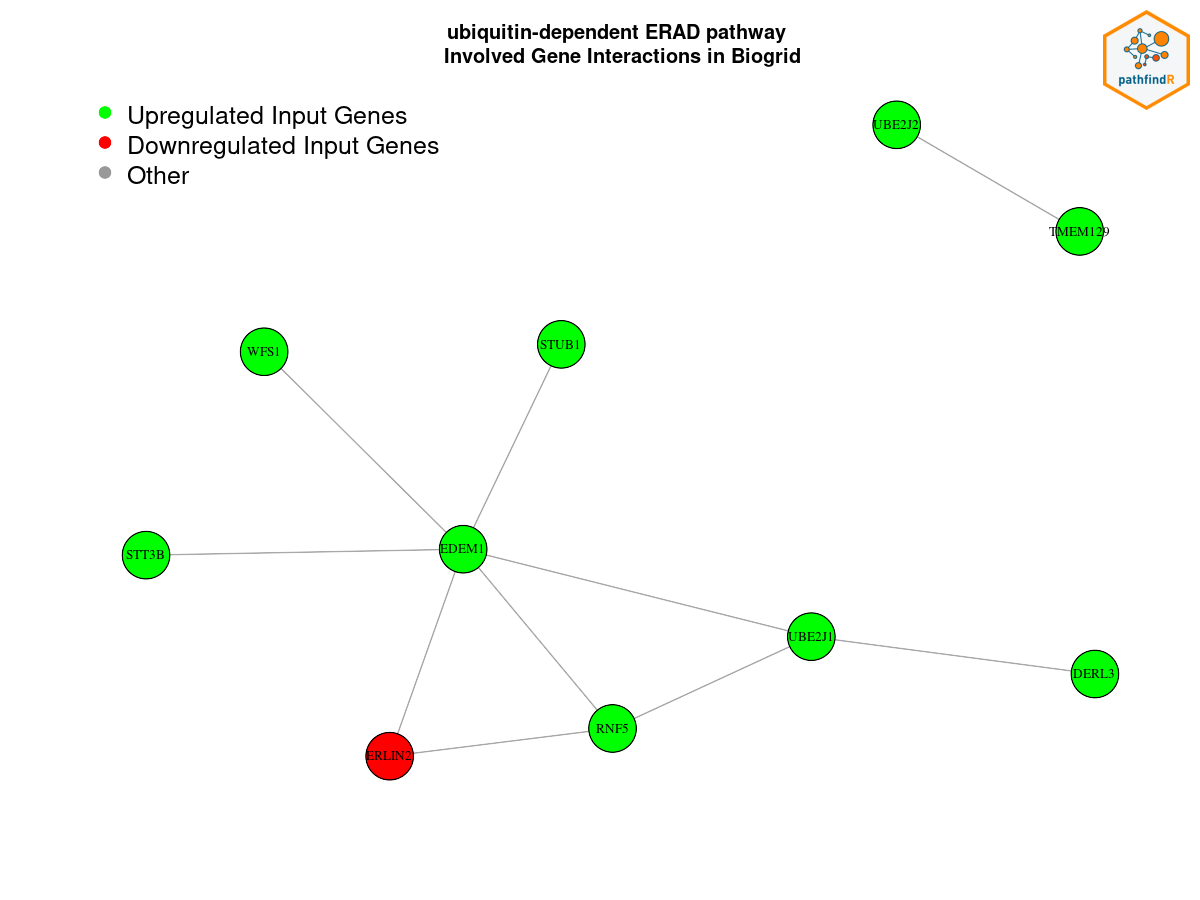 ubiquitin-dependent ERAD pathway
Involved Gene Interactions in Biogrid
pathfindR
Upregulated Input Genes
Downregulated Input Genes
Other
UBE2J2
TMEM129
WFS1
STUB1
STT3B
EDEM1
UBE2J1
DERL3
RNF5
ERLIN2